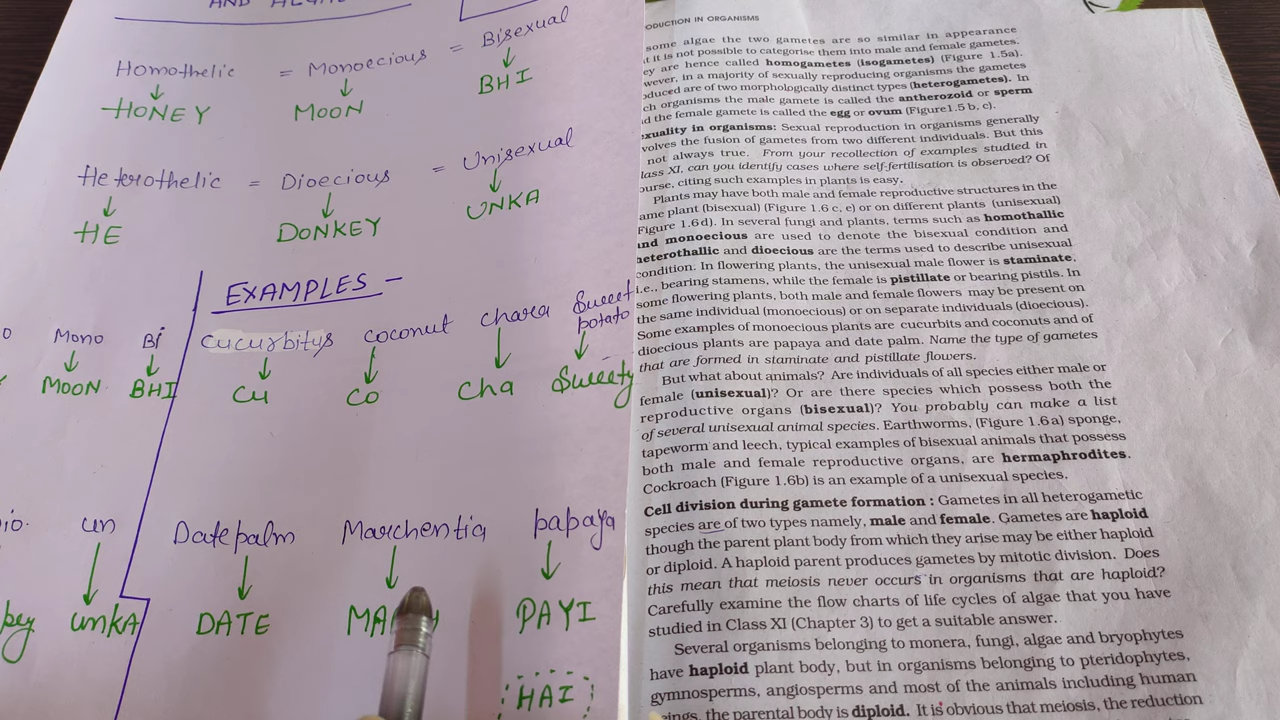 AND ALGAE
Homothelic = Monoecious = Bisexual
HONEY MOON BHI
Heterothelic = Dioecious = Unisexual
HE DONKEY UNKA
EXAMPLES -
Mono Bi Cucurbitys coconut chara Sweet potato
MOON BHI Cu CO Cha Sweety
un Datepalm Marchentia papaya
unkA DATE PAYI
HAI
ODUCTION IN ORGANISMS
some algae the two gametes are so similar in appearance
it is not possible to categorise them into male and female gametes.
ey are hence called homogametes (isogametes) (Figure 1.5a).
wever, in a majority of sexually reproducing organisms the gametes
oduced are of two morphologically distinct types (heterogametes). In
ch organisms the male gamete is called the antherozoid or sperm
d the female gamete is called the egg or ovum (Figure1.5 b, c).
exuality in organisms: Sexual reproduction in organisms generally
volves the fusion of gametes from two different individuals. But this
not always true. From your recollection of examples studied in
lass XI, can you identify cases where self-fertilisation is observed? Of
ourse, citing such examples in plants is easy.
Plants may have both male and female reproductive structures in the
ame plant (bisexual) (Figure 1.6 c, e) or on different plants (unisexual)
Figure 1.6d). In several fungi and plants, terms such as homothallic
and monoecious are used to denote the bisexual condition and
heterothallic and dioecious are the terms used to describe unisexual
condition. In flowering plants, the unisexual male flower is staminate,
i.e., bearing stamens, while the female is pistillate or bearing pistils. In
some flowering plants, both male and female flowers may be present on
the same individual (monoecious) or on separate individuals (dioecious).
Some examples of monoecious plants are cucurbits and coconuts and of
dioecious plants are papaya and date palm. Name the type of gametes
that are formed in staminate and pistillate flowers.
But what about animals? Are individuals of all species either male or
female (unisexual)? Or are there species which possess both the
reproductive organs (bisexual)? You probably can make a list
of several unisexual animal species. Earthworms, (Figure 1.6a) sponge,
tapeworm and leech, typical examples of bisexual animals that possess
both male and female reproductive organs, are hermaphrodites.
Cockroach (Figure 1.6b) is an example of a unisexual species.
Cell division during gamete formation : Gametes in all heterogametic
species are of two types namely, male and female. Gametes are haploid
though the parent plant body from which they arise may be either haploid
or diploid. A haploid parent produces gametes by mitotic division. Does
this mean that meiosis never occurs in organisms that are haploid?
Carefully examine the flow charts of life cycles of algae that you have
studied in Class XI (Chapter 3) to get a suitable answer.
Several organisms belonging to monera, fungi, algae and bryophytes
have haploid plant body, but in organisms belonging to pteridophytes,
gymnosperms, angiosperms and most of the animals including human
ings, the parental body is diploid. It is obvious that meiosis, the reduction